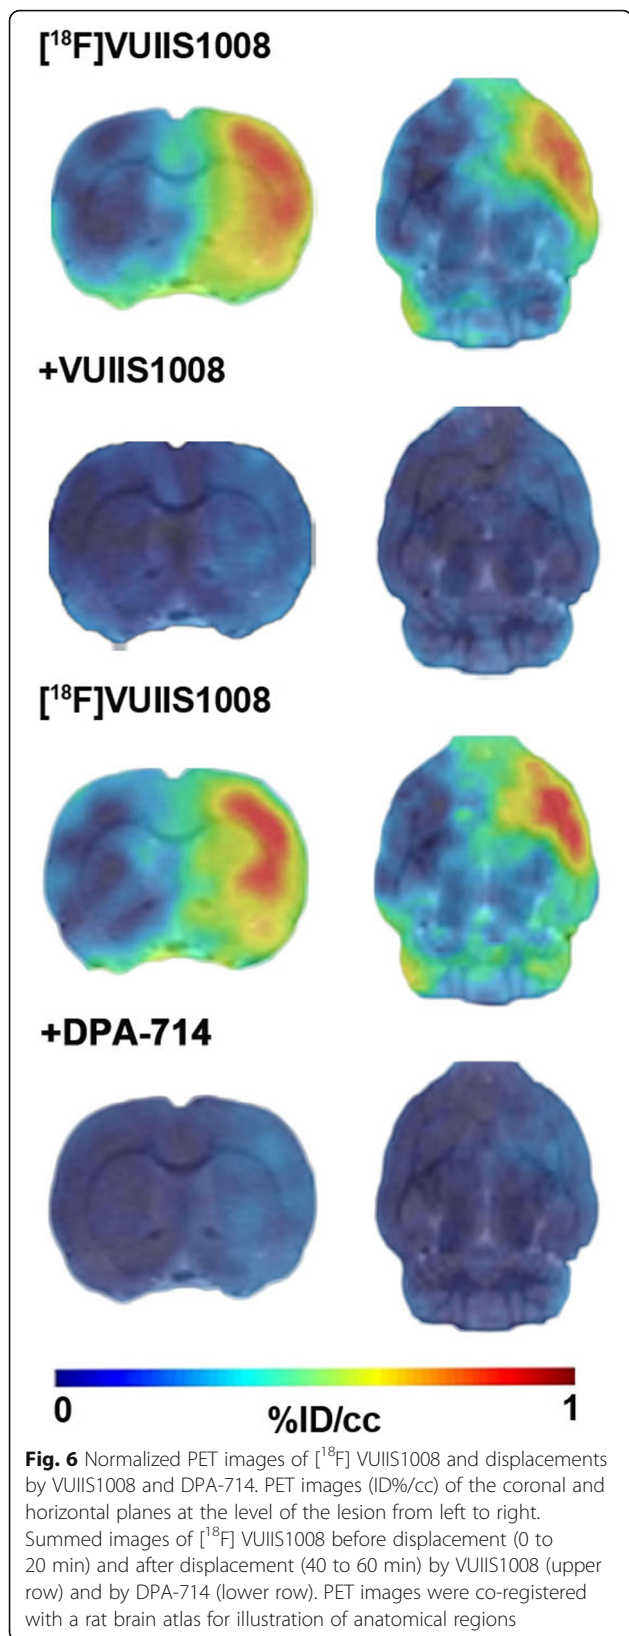 [¹⁸F]VUIIS1008
+VUIIS1008
[¹⁸F]VUIIS1008
+DPA-714
0 1
%ID/cc
Fig. 6 Normalized PET images of [¹⁸F] VUIIS1008 and displacements
by VUIIS1008 and DPA-714. PET images (ID%/cc) of the coronal and
horizontal planes at the level of the lesion from left to right.
Summed images of [¹⁸F] VUIIS1008 before displacement (0 to
20 min) and after displacement (40 to 60 min) by VUIIS1008 (upper
row) and by DPA-714 (lower row). PET images were co-registered
with a rat brain atlas for illustration of anatomical regions